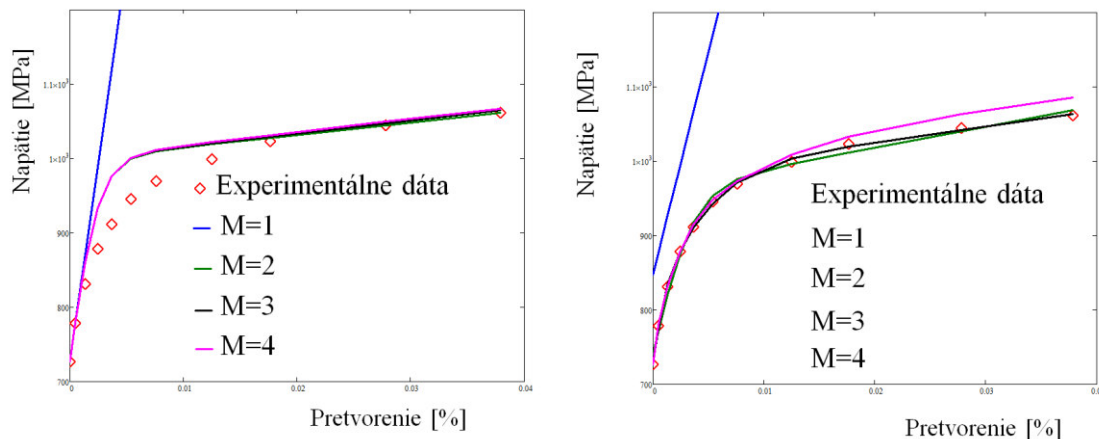 Napätie [MPa]
1.1×10³
1×10³
900
800
700
0
0.01
0.02
0.03
0.04
Pretvorenie [%]
Experimentálne dáta
M=1
M=2
M=3
M=4
Napätie [MPa]
1.1×10³
1×10³
900
800
700
0
0.01
0.02
0.03
Pretvorenie [%]
Experimentálne dáta
M=1
M=2
M=3
M=4